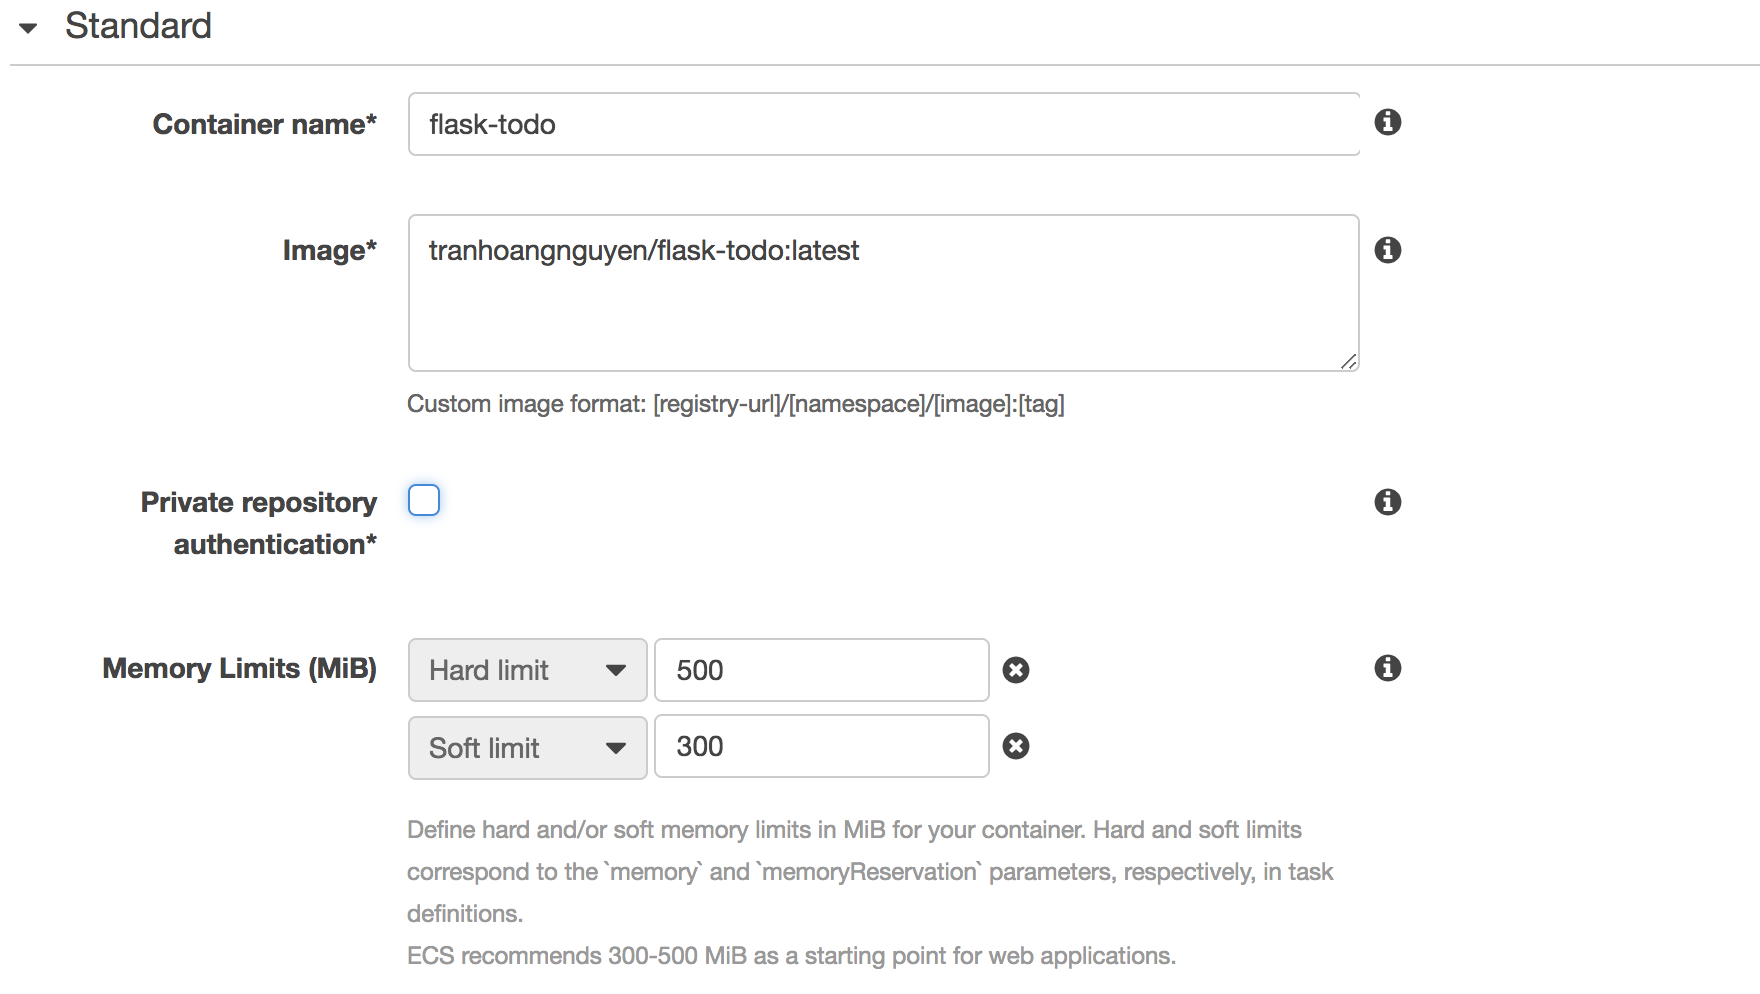 Standard
Container name*
flask-todo
Image*
tranhoangnguyen/flask-todo:latest
Custom image format: [registry-url]/[namespace]/[image]:[tag]
Private repository
authentication*
Memory Limits (MiB)
Hard limit
500
Soft limit
300
Define hard and/or soft memory limits in MiB for your container. Hard and soft limits
correspond to the `memory` and `memoryReservation` parameters, respectively, in task
definitions.
ECS recommends 300-500 MiB as a starting point for web applications.